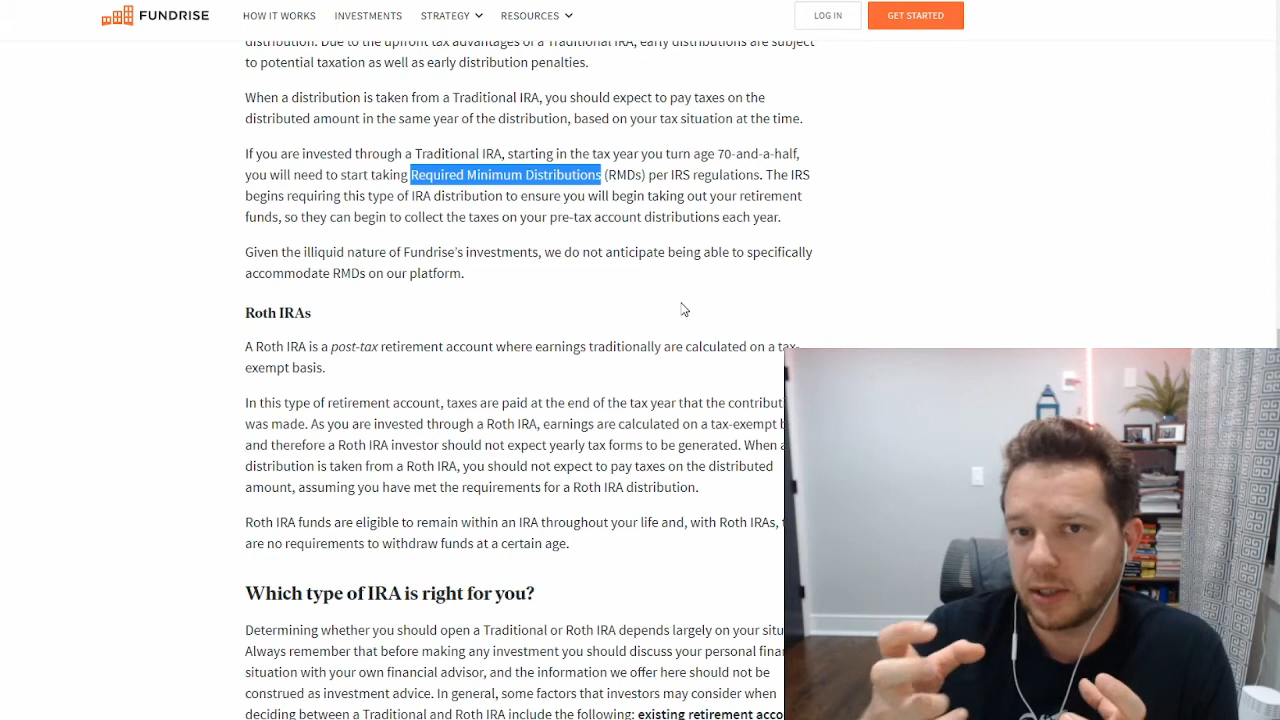 FUNDRISE
HOW IT WORKS
INVESTMENTS
STRATEGY
RESOURCES
LOG IN
GET STARTED
distribution. Due to the upfront tax advantages of a Traditional IRA, early distributions are subject
to potential taxation as well as early distribution penalties.
When a distribution is taken from a Traditional IRA, you should expect to pay taxes on the
distributed amount in the same year of the distribution, based on your tax situation at the time.
If you are invested through a Traditional IRA, starting in the tax year you turn age 70-and-a-half,
you will need to start taking Required Minimum Distributions (RMDs) per IRS regulations. The IRS
begins requiring this type of IRA distribution to ensure you will begin taking out your retirement
funds, so they can begin to collect the taxes on your pre-tax account distributions each year.
Given the illiquid nature of Fundrise's investments, we do not anticipate being able to specifically
accommodate RMDs on our platform.
Roth IRAs
A Roth IRA is a post-tax retirement account where earnings traditionally are calculated on a tax-
exempt basis.
In this type of retirement account, taxes are paid at the end of the tax year that the contribut
was made. As you are invested through a Roth IRA, earnings are calculated on a tax-exempt b
and therefore a Roth IRA investor should not expect yearly tax forms to be generated. When a
distribution is taken from a Roth IRA, you should not expect to pay taxes on the distributed
amount, assuming you have met the requirements for a Roth IRA distribution.
Roth IRA funds are eligible to remain within an IRA throughout your life and, with Roth IRAs, t
are no requirements to withdraw funds at a certain age.
Which type of IRA is right for you?
Determining whether you should open a Traditional or Roth IRA depends largely on your situ
Always remember that before making any investment you should discuss your personal finan
situation with your own financial advisor, and the information we offer here should not be
construed as investment advice. In general, some factors that investors may consider when
deciding between a Traditional and Roth IRA include the following: existing retirement acco